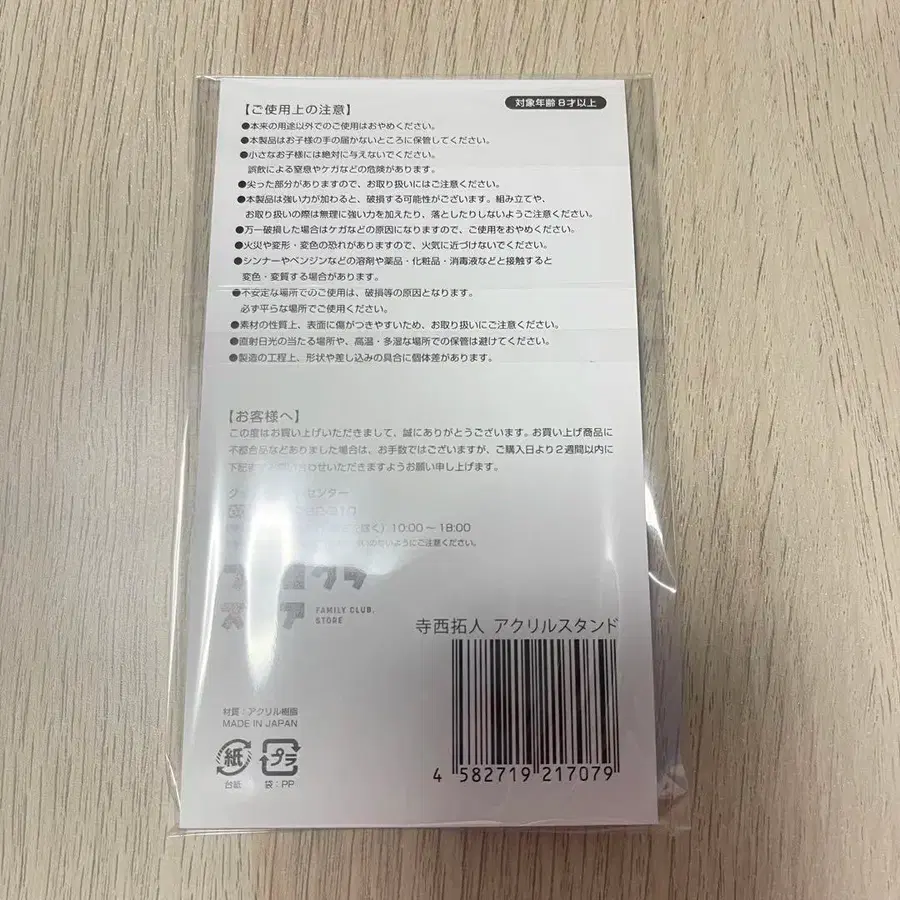 【ご使用上の注意】
対象年齢 8才以上
●本来の用途以外でのご使用はおやめください。
●本製品はお子様の手の届かないところに保管してください。
●小さなお子様には絶対に与えないでください。
誤飲による窒息やケガなどの危険があります。
●尖った部分がありますので、お取り扱いにはご注意ください。
●本製品は強い力が加わると、破損する可能性がございます。組み立てや、
お取り扱いの際は無理に強い力を加えたり、落としたりしないようご注意ください。
●万一破損した場合はケガなどの原因になりますので、ご使用をおやめください。
●火災や変形・変色の恐れがありますので、火気に近づけないでください。
●シンナーやベンジンなどの溶剤や薬品・化粧品・消毒液などと接触すると
変色・変質する場合があります。
●不安定な場所でのご使用は、破損等の原因となります。
必ず平らな場所でご使用ください。
●素材の性質上、表面に傷がつきやすいため、お取り扱いにご注意ください。
●直射日光の当たる場所や、高温・多湿な場所での保管は避けてください。
●製造の工程上、形状や差し込みの具合に個体差があります。
【お客様へ】
この度はお買い上げいただきまして、誠にありがとうございます。お買い上げ商品に
不都合品などありました場合は、お手数ではございますが、ご購入日より2週間以内に
いただきますようお願い申し上げます。
センター
10:00～18:00
ようにご注意ください。
FAMILY CLUB.
STORE
寺西拓人 アクリルスタンド
材質：アクリル樹脂
MADE IN JAPAN
紙 プラ
台紙 袋：PP
4 582719 217079